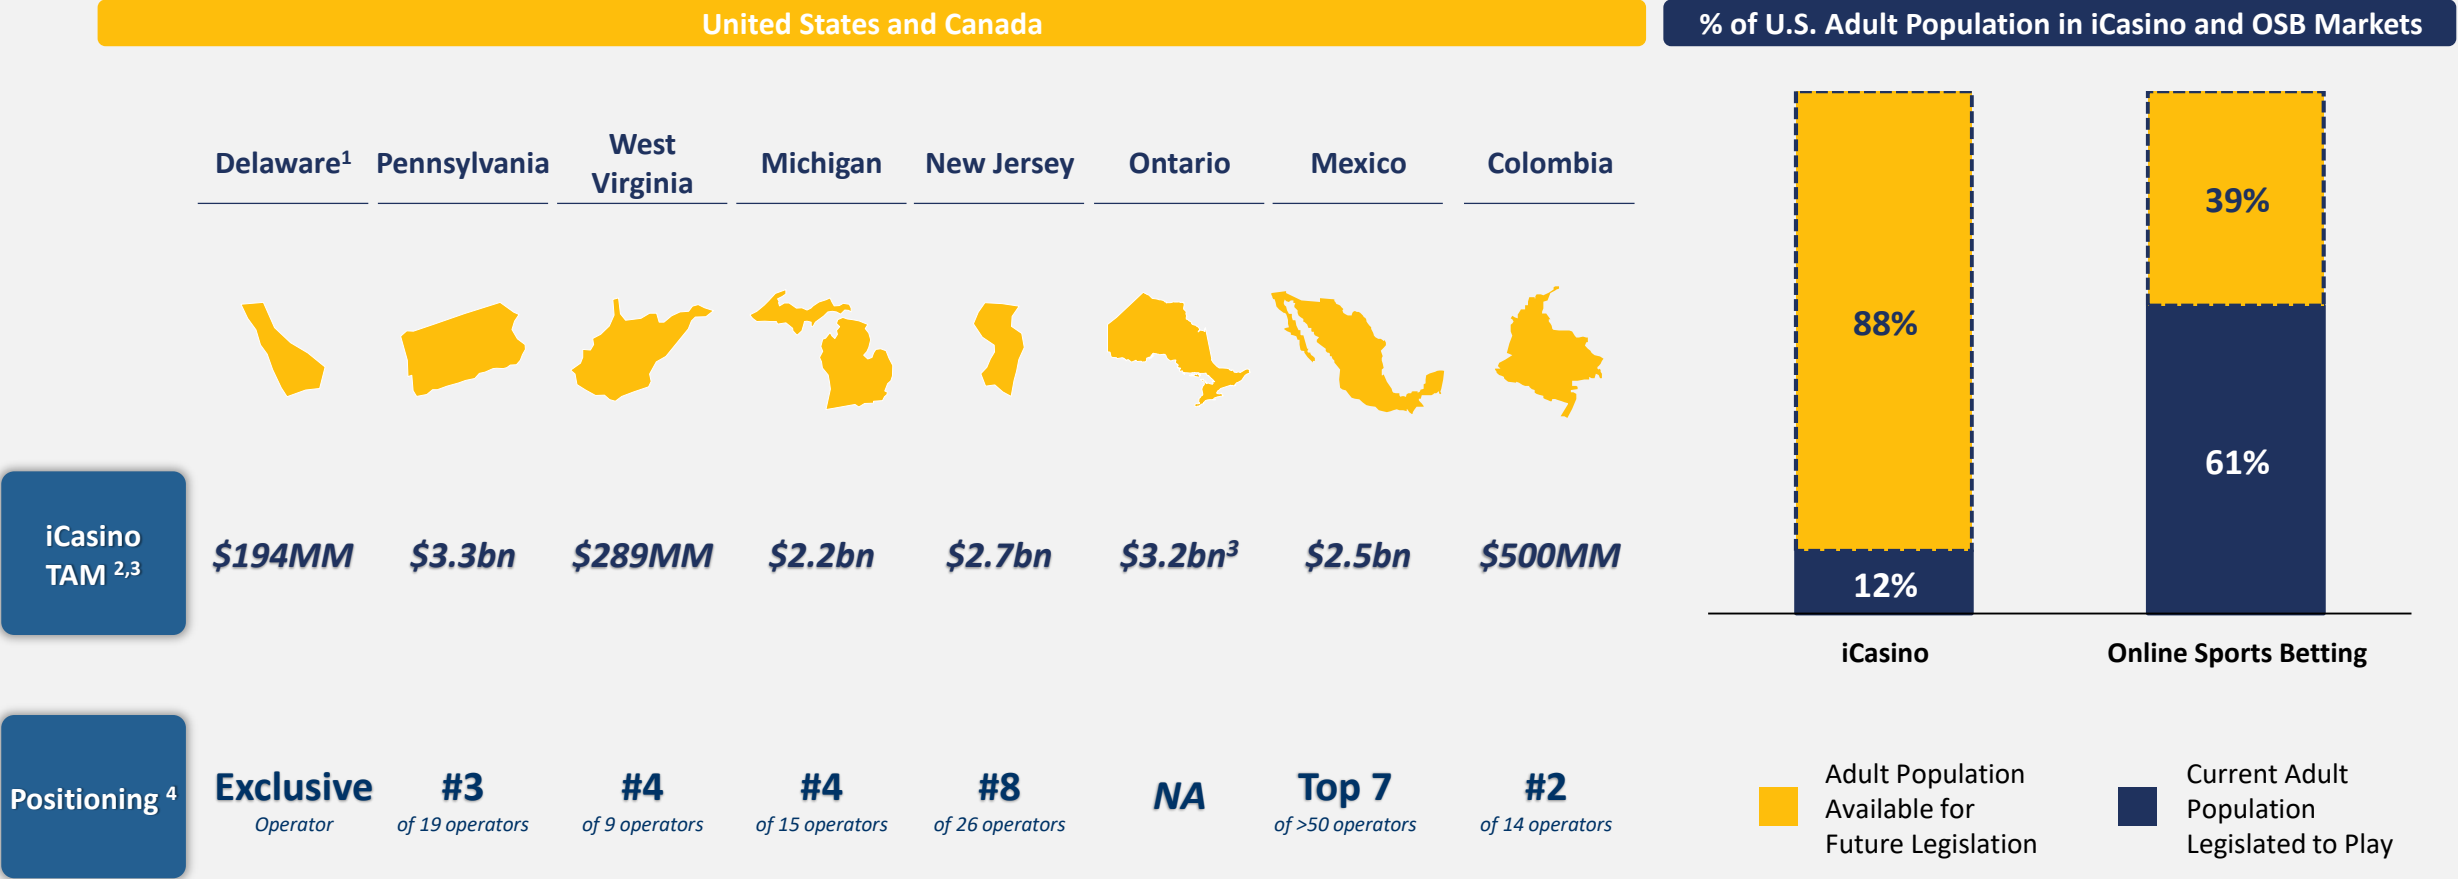 United States and Canada
% of U.S. Adult Population in iCasino and OSB Markets
Delaware¹
Pennsylvania
West
Virginia
Michigan
New Jersey
Ontario
Mexico
Colombia
iCasino
TAM ²,³
$194MM
$3.3bn
$289MM
$2.2bn
$2.7bn
$3.2bn³
$2.5bn
$500MM
Positioning ⁴
Exclusive
Operator
#3
of 19 operators
#4
of 9 operators
#4
of 15 operators
#8
of 26 operators
NA
Top 7
of >50 operators
#2
of 14 operators
88%
12%
39%
61%
iCasino
Online Sports Betting
Adult Population
Available for
Future Legislation
Current Adult
Population
Legislated to Play